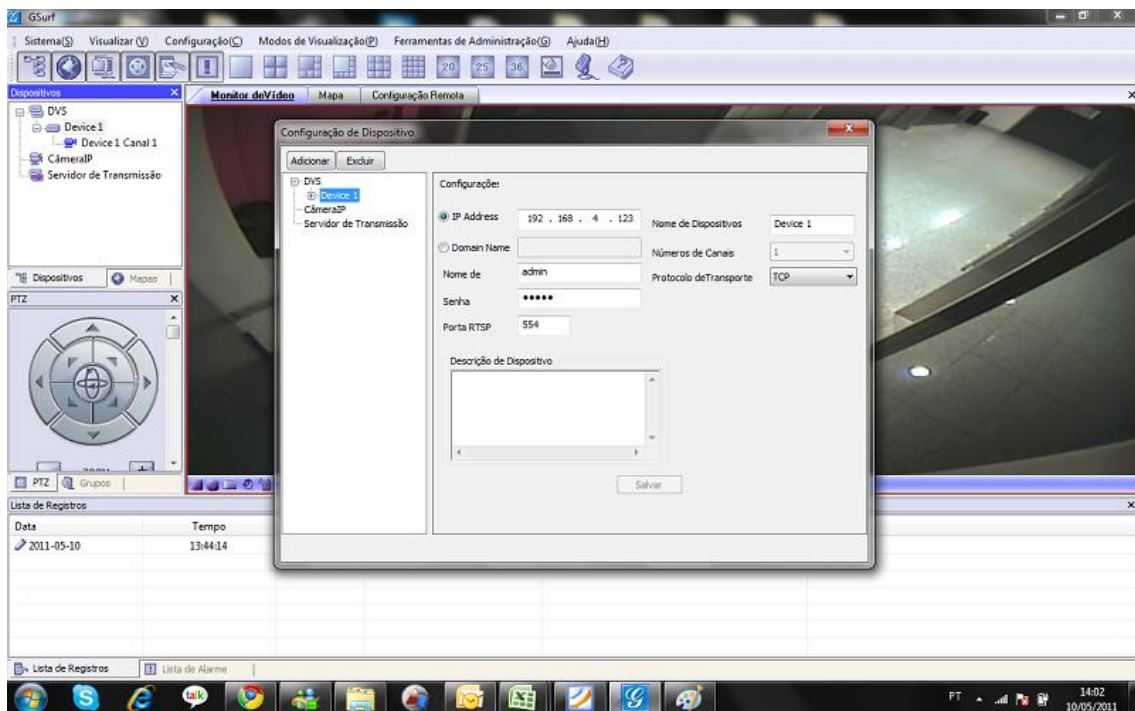 GSurf
Sistema(S) Visualizar (V) Configuração(C) Modos de Visualização(P) Ferramentas de Administração(G) Ajuda(H)
20 25 36
Dispositivos
Monitor deVídeo Mapa Configuração Remota
DVS
Device 1
Device 1 Canal 1
CâmeraIP
Servidor de Transmissão
Dispositivos Mapas
PTZ
PTZ Grupos
Configuração de Dispositivo
Adicionar Excluir
DVS
Device 1
CâmeraIP
Servidor de Transmissão
Configuraçõe:
IP Address 192 . 168 . 4 . 123 Nome de Dispositivos Device 1
Domain Name Números de Canais 1
Nome de admin Protocolo deTransporte TCP
Senha •••••
Porta RTSP 554
Descrição de Dispositivo
Salvar
Lista de Registros
Data Tempo
2011-05-10 13:44:14
Lista de Registros Lista de Alarme
talk
PT 14:02
10/05/2011